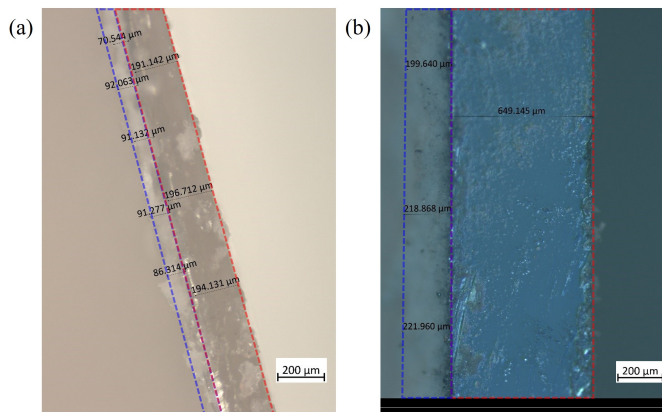 (a)
70.544 µm
191.142 µm
92.063 µm
91.132 µm
196.712 µm
91.277 µm
86.314 µm
194.131 µm
200 µm
(b)
199.640 µm
649.145 µm
218.868 µm
221.960 µm
200 µm